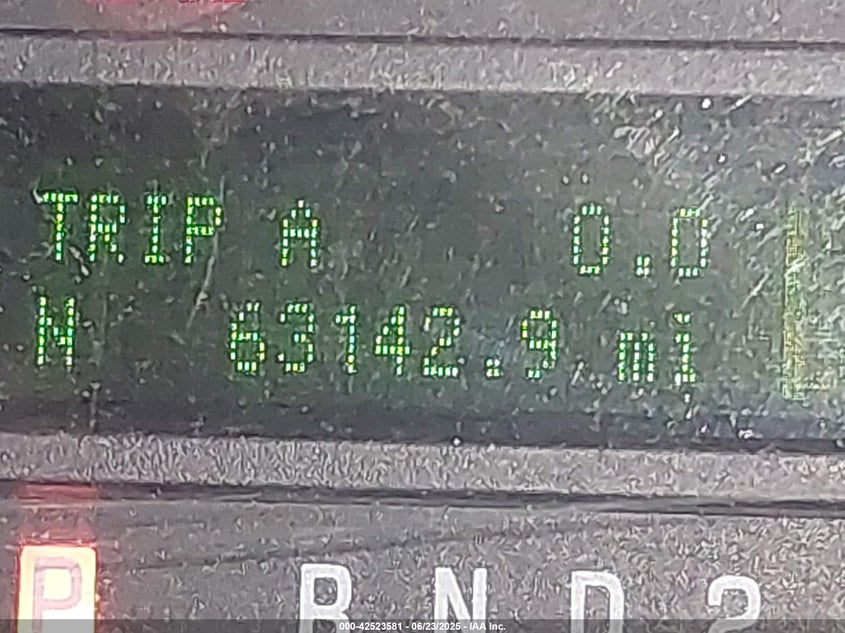 TRIP A 0.0
N 63142.9 mi
P R N D 2
000-42523581 - 06/23/2025 - IAA Inc.